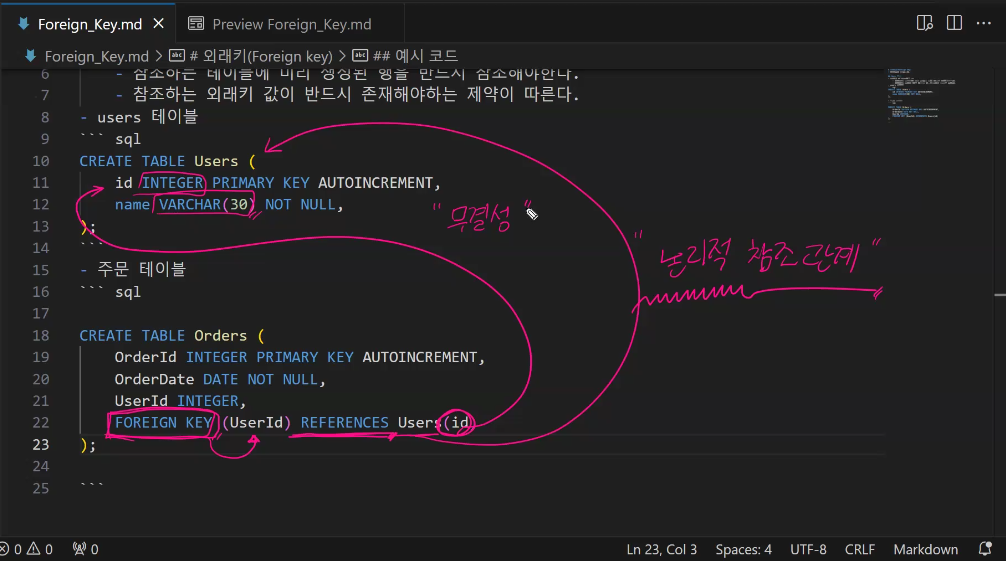 Foreign_Key.md
Preview Foreign_Key.md
Foreign_Key.md > # 외래키(Foreign key) > ## 예시 코드
6 - 참조하는 테이블에 미리 생성된 행을 반드시 참조해야한다.
7 - 참조하는 외래키 값이 반드시 존재해야하는 제약이 따른다.
8 - users 테이블
9 ``` sql
10 CREATE TABLE Users (
11 id INTEGER PRIMARY KEY AUTOINCREMENT,
12 name VARCHAR(30) NOT NULL,
"무결성"
13 );
14 ```
"논리적 참조관계"
15 - 주문 테이블
16 ``` sql
17
18 CREATE TABLE Orders (
19 OrderId INTEGER PRIMARY KEY AUTOINCREMENT,
20 OrderDate DATE NOT NULL,
21 UserId INTEGER,
22 FOREIGN KEY (UserId) REFERENCES Users(id)
23 );
24
25 ```
0 0 0 Ln 23, Col 3 Spaces: 4 UTF-8 CRLF Markdown